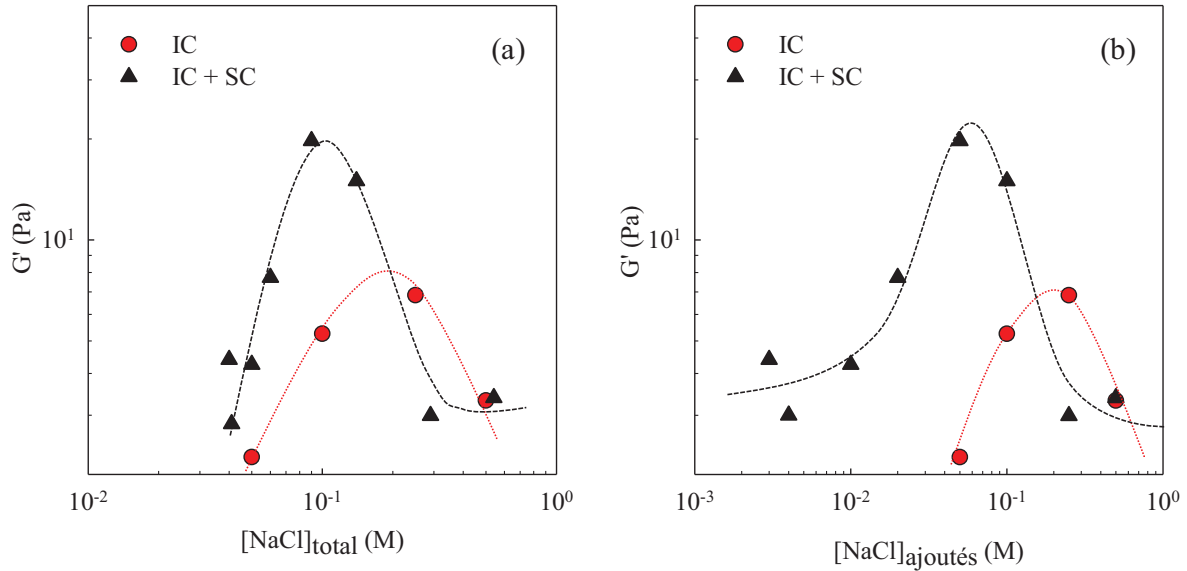 (a)
IC
IC + SC
G' (Pa)
10¹
10⁻²
10⁻¹
10⁰
[NaCl]total (M)
(b)
IC
IC + SC
G' (Pa)
10¹
10⁻³
10⁻²
10⁻¹
10⁰
[NaCl]ajoutés (M)